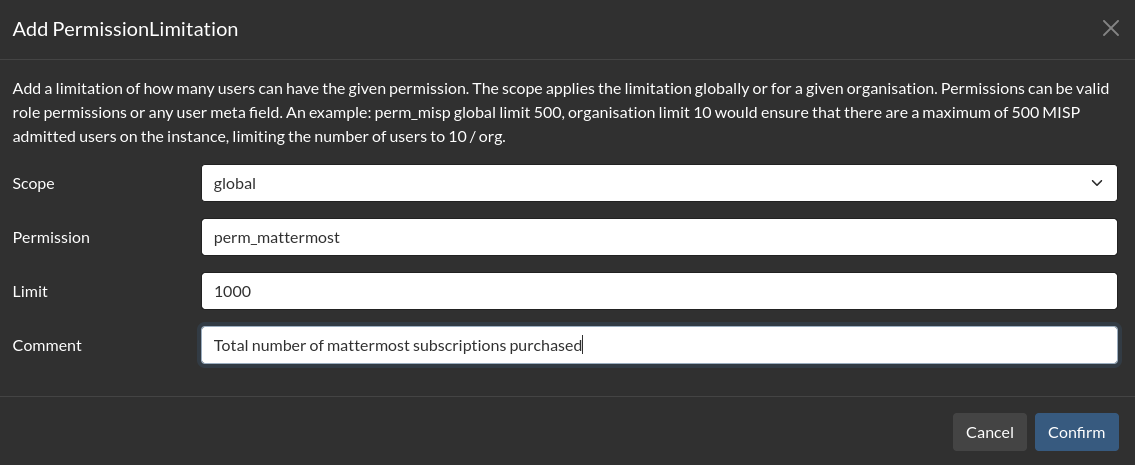 Add PermissionLimitation
Add a limitation of how many users can have the given permission. The scope applies the limitation globally or for a given organisation. Permissions can be valid
role permissions or any user meta field. An example: perm_misp global limit 500, organisation limit 10 would ensure that there are a maximum of 500 MISP
admitted users on the instance, limiting the number of users to 10 / org.
Scope global
Permission perm_mattermost
Limit 1000
Comment Total number of mattermost subscriptions purchased
Cancel Confirm